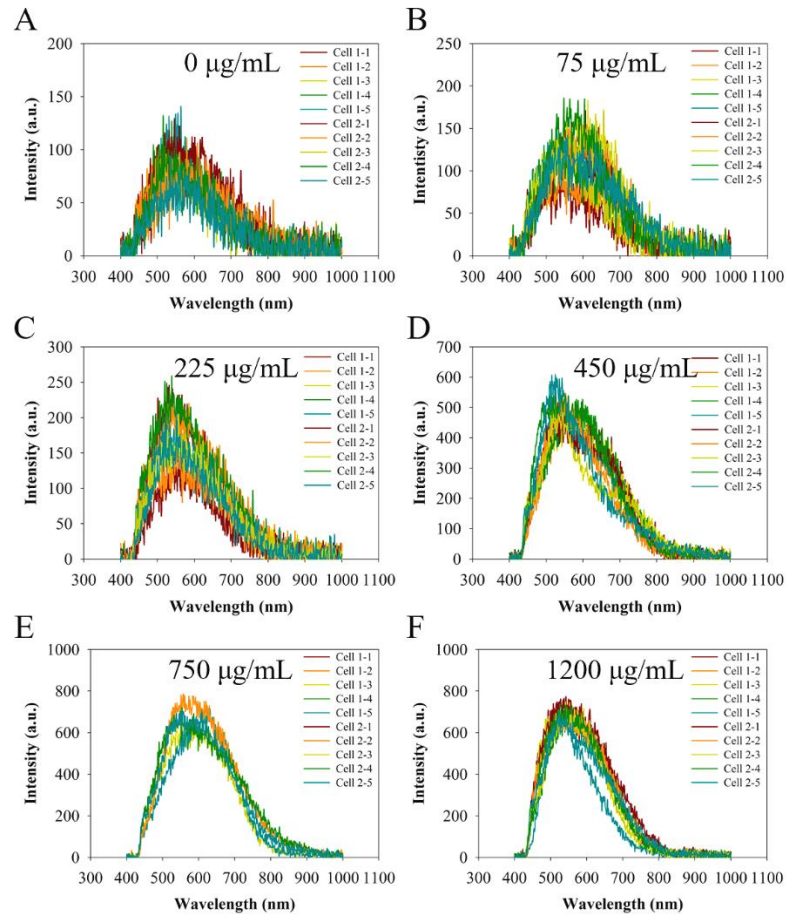 A
0 μg/mL
200
150
100
50
0
Intensity (a.u.)
300 400 500 600 700 800 900 1000 1100
Wavelength (nm)
Cell 1-1
Cell 1-2
Cell 1-3
Cell 1-4
Cell 1-5
Cell 2-1
Cell 2-2
Cell 2-3
Cell 2-4
Cell 2-5
B
75 μg/mL
250
200
150
100
50
0
Intentisty (a.u.)
300 400 500 600 700 800 900 1000 1100
Wavelength (nm)
Cell 1-1
Cell 1-2
Cell 1-3
Cell 1-4
Cell 1-5
Cell 2-1
Cell 2-2
Cell 2-3
Cell 2-4
Cell 2-5
C
225 μg/mL
300
250
200
150
100
50
0
Intensity (a.u.)
300 400 500 600 700 800 900 1000 1100
Wavelength (nm)
Cell 1-1
Cell 1-2
Cell 1-3
Cell 1-4
Cell 1-5
Cell 2-1
Cell 2-2
Cell 2-3
Cell 2-4
Cell 2-5
D
450 μg/mL
700
600
500
400
300
200
100
0
Intensity (a.u.)
300 400 500 600 700 800 900 1000 1100
Wavelength (nm)
Cell 1-1
Cell 1-2
Cell 1-3
Cell 1-4
Cell 1-5
Cell 2-1
Cell 2-2
Cell 2-3
Cell 2-4
Cell 2-5
E
750 μg/mL
1000
800
600
400
200
0
Intensity (a.u.)
300 400 500 600 700 800 900 1000 1100
Wavelength (nm)
Cell 1-1
Cell 1-2
Cell 1-3
Cell 1-4
Cell 1-5
Cell 2-1
Cell 2-2
Cell 2-3
Cell 2-4
Cell 2-5
F
1200 μg/mL
1000
800
600
400
200
0
Intensity (a.u.)
300 400 500 600 700 800 900 1000 1100
Wavelength (nm)
Cell 1-1
Cell 1-2
Cell 1-3
Cell 1-4
Cell 1-5
Cell 2-1
Cell 2-2
Cell 2-3
Cell 2-4
Cell 2-5